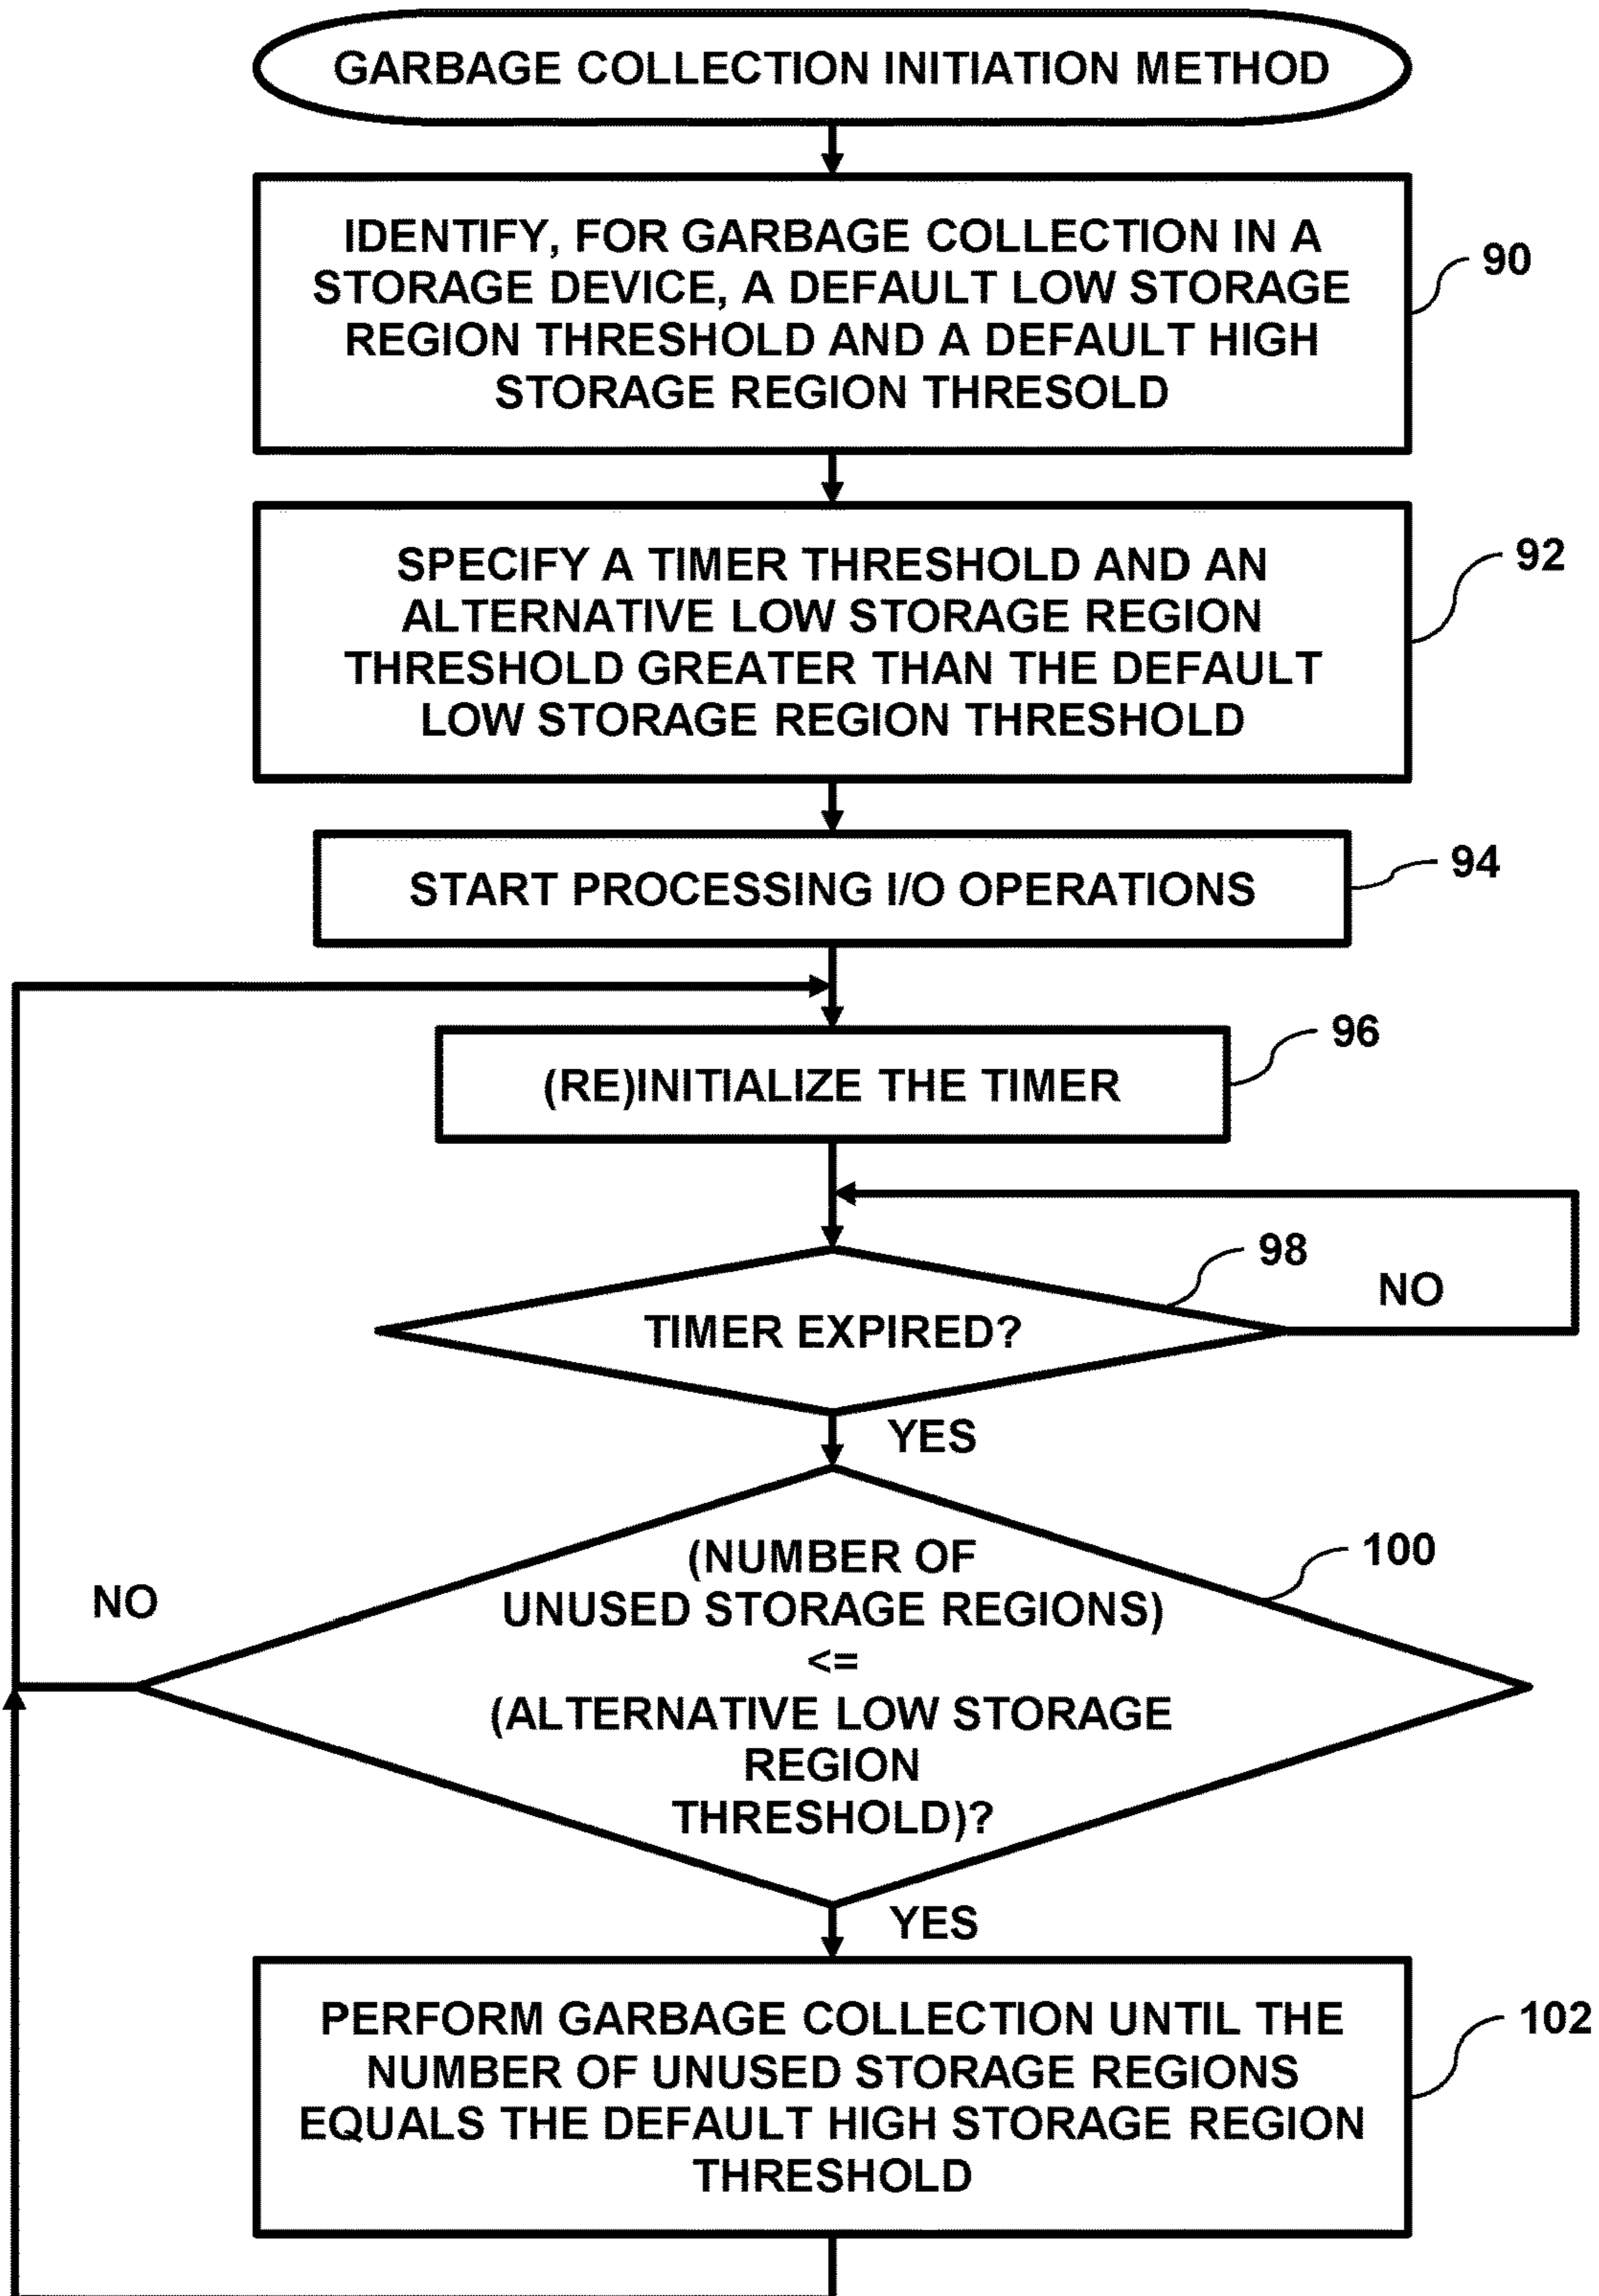 GARBAGE COLLECTION INITIATION METHOD
IDENTIFY, FOR GARBAGE COLLECTION IN A
STORAGE DEVICE, A DEFAULT LOW STORAGE
REGION THRESHOLD AND A DEFAULT HIGH
STORAGE REGION THRESOLD
90
SPECIFY A TIMER THRESHOLD AND AN
ALTERNATIVE LOW STORAGE REGION
THRESHOLD GREATER THAN THE DEFAULT
LOW STORAGE REGION THRESHOLD
92
START PROCESSING I/O OPERATIONS
94
(RE)INITIALIZE THE TIMER
96
TIMER EXPIRED?
98
NO
YES
(NUMBER OF
UNUSED STORAGE REGIONS)
<=
(ALTERNATIVE LOW STORAGE
REGION
THRESHOLD)?
100
NO
YES
PERFORM GARBAGE COLLECTION UNTIL THE
NUMBER OF UNUSED STORAGE REGIONS
EQUALS THE DEFAULT HIGH STORAGE REGION
THRESHOLD
102